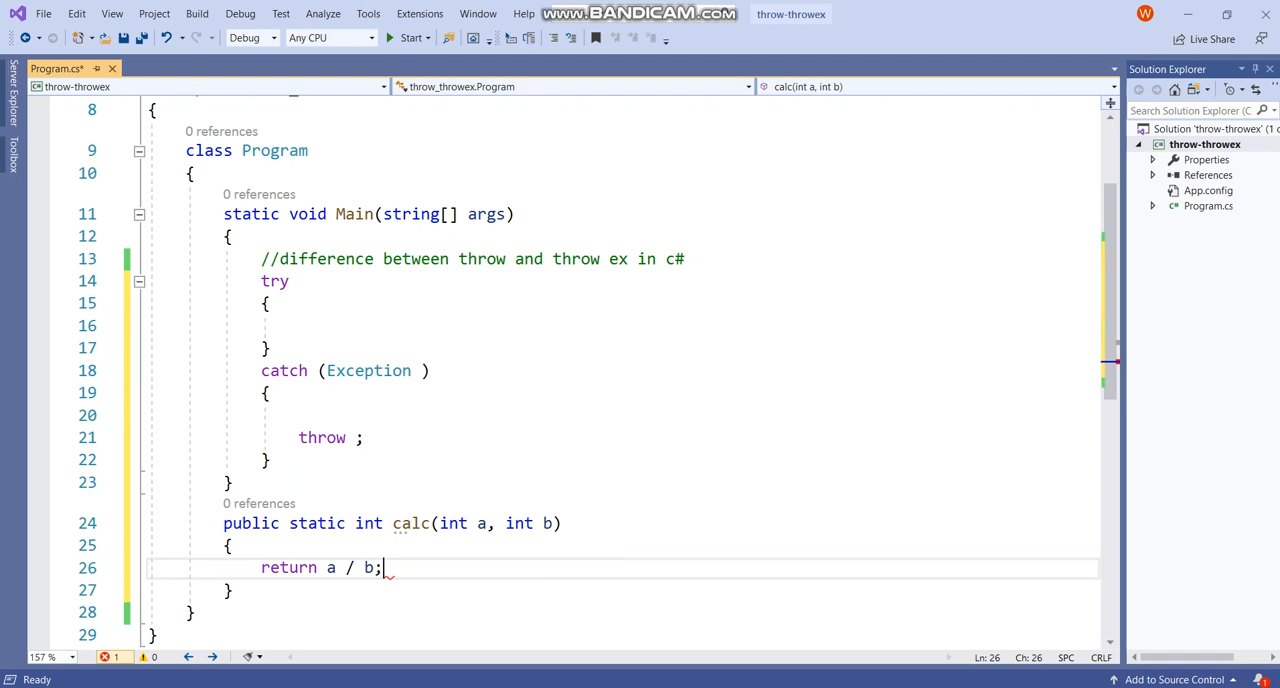 File Edit View Project Build Debug Test Analyze Tools Extensions Window Help www.BANDICAM.com throw-throwex W
Debug Any CPU Start Live Share
Program.cs* Solution Explorer
throw-throwex throw_throwex.Program calc(int a, int b)
Server Explorer
Toolbox
Search Solution Explorer (C
Solution 'throw-throwex' (1 c
throw-throwex
Properties
References
App.config
Program.cs
8 {
0 references
9 class Program
10 {
0 references
11 static void Main(string[] args)
12 {
13 //difference between throw and throw ex in c#
14 try
15 {
16
17 }
18 catch (Exception )
19 {
20
21 throw ;
22 }
23 }
0 references
24 public static int calc(int a, int b)
25 {
26 return a / b;
27 }
28 }
29 }
157 % 1 0 Ln: 26 Ch: 26 SPC CRLF
Ready Add to Source Control 1